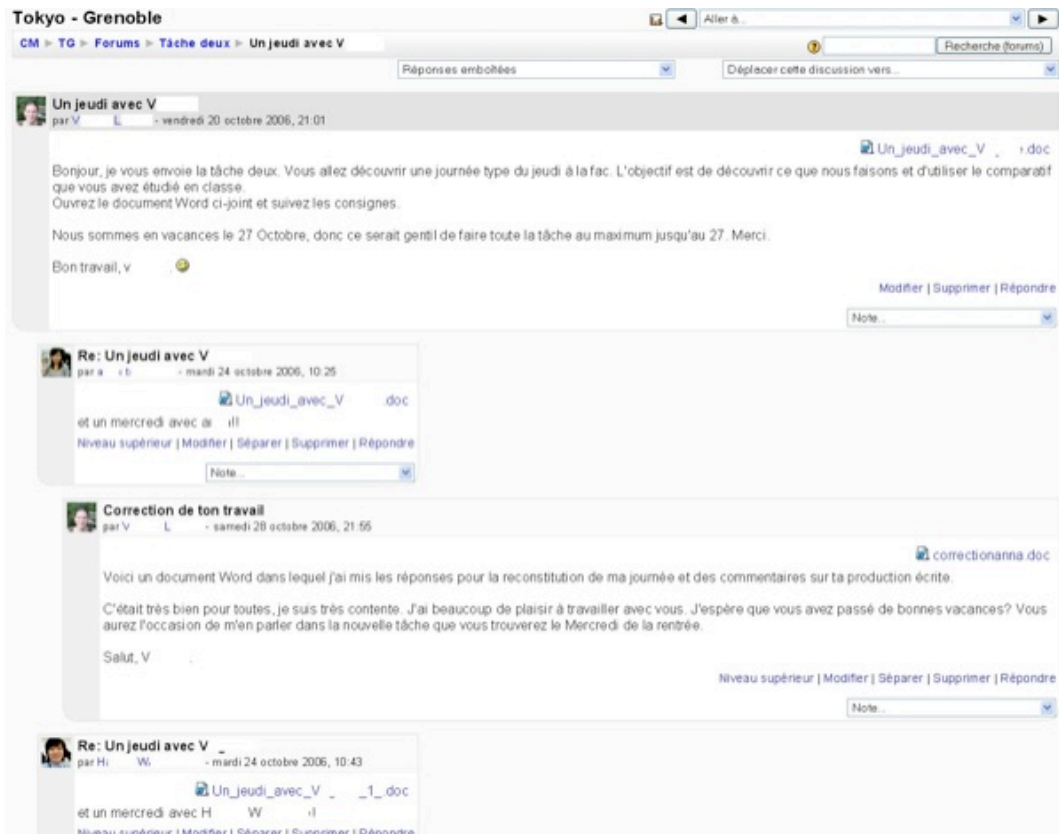 Tokyo - Grenoble
Aller à...
CM ► TG ► Forums ► Tâche deux ► Un jeudi avec V
Recherche (forums)
Réponses emboîtées
Déplacer cette discussion vers...
Un jeudi avec V
par V L - vendredi 20 octobre 2006, 21:01
Un_jeudi_avec_V _ .doc
Bonjour, je vous envoie la tâche deux. Vous allez découvrir une journée type du jeudi à la fac. L'objectif est de découvrir ce que nous faisons et d'utiliser le comparatif
que vous avez étudié en classe.
Ouvrez le document Word ci-joint et suivez les consignes.
Nous sommes en vacances le 27 Octobre, donc ce serait gentil de faire toute la tâche au maximum jusqu'au 27. Merci.
Bon travail, v
Modifier | Supprimer | Répondre
Note...
Re: Un jeudi avec V
par a b - mardi 24 octobre 2006, 10:25
Un_jeudi_avec_V .doc
et un mercredi avec a !!
Niveau supérieur | Modifier | Séparer | Supprimer | Répondre
Note...
Correction de ton travail
par V L - samedi 28 octobre 2006, 21:55
correctionanna.doc
Voici un document Word dans lequel j'ai mis les réponses pour la reconstitution de ma journée et des commentaires sur ta production écrite.
C'était très bien pour toutes, je suis très contente. J'ai beaucoup de plaisir à travailler avec vous. J'espère que vous avez passé de bonnes vacances? Vous
aurez l'occasion de m'en parler dans la nouvelle tâche que vous trouverez le Mercredi de la rentrée.
Salut, V
Niveau supérieur | Modifier | Séparer | Supprimer | Répondre
Note...
Re: Un jeudi avec V _
par H W - mardi 24 octobre 2006, 10:43
Un_jeudi_avec_V _ _1_.doc
et un mercredi avec H W !
Niveau supérieur | Modifier | Séparer | Supprimer | Répondre